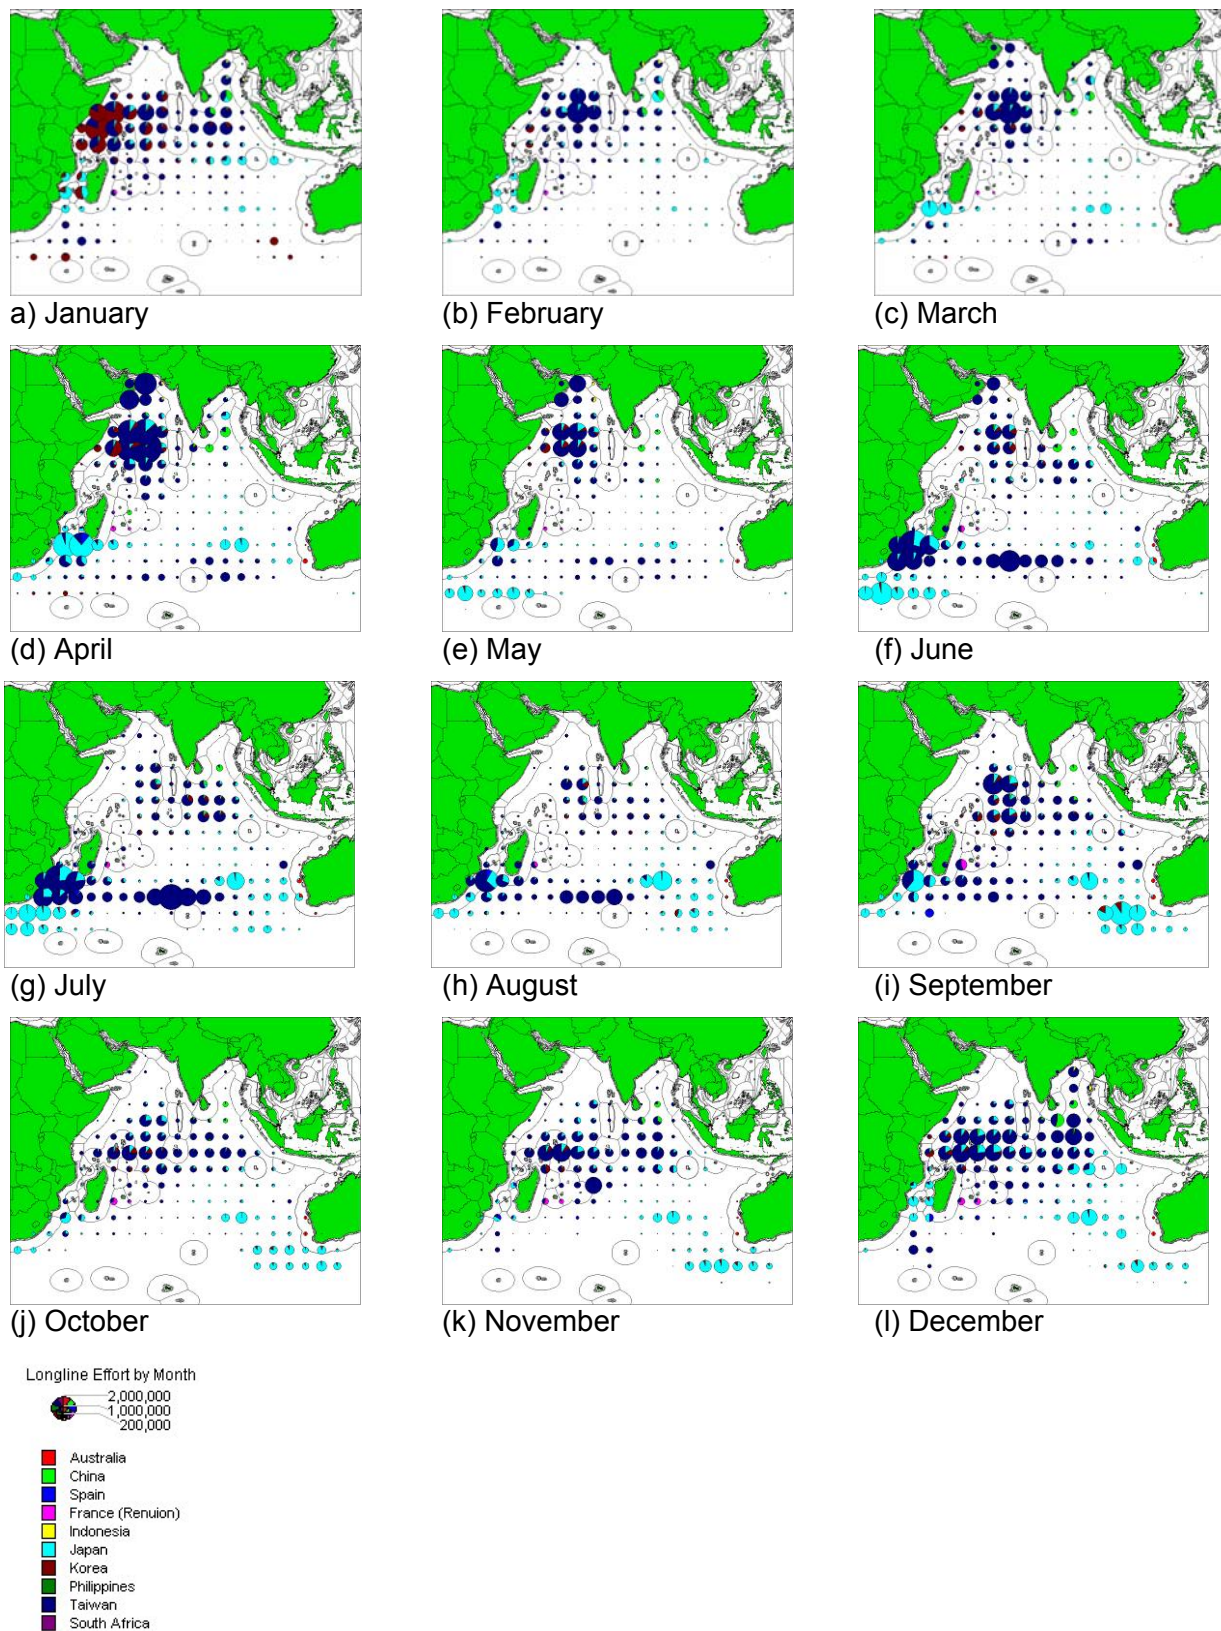 a) January
(b) February
(c) March
(d) April
(e) May
(f) June
(g) July
(h) August
(i) September
(j) October
(k) November
(l) December
Longline Effort by Month
2,000,000
1,000,000
200,000
Australia
China
Spain
France (Renuion)
Indonesia
Japan
Korea
Philippines
Taiwan
South Africa